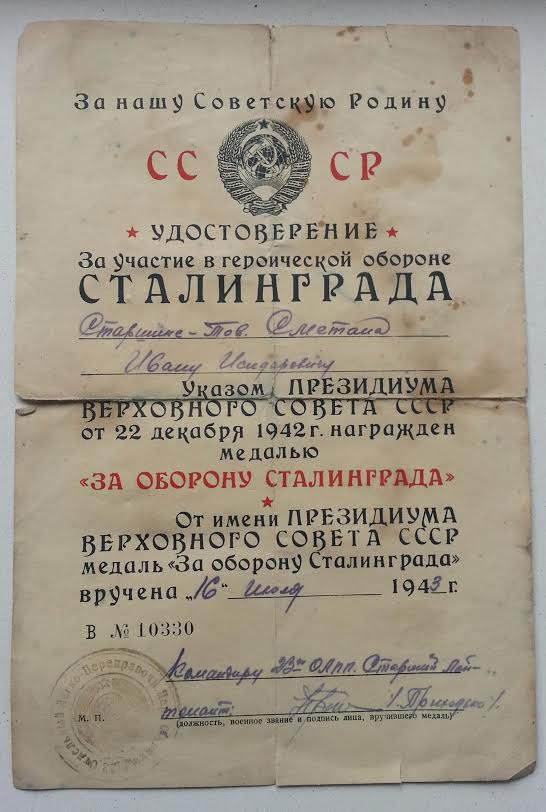 За нашу Советскую Родину
СС СР
УДОСТОВЕРЕНИЕ
За участие в героической обороне
СТАЛИНГРАДА
Старшине - тов. Сметана
Ивану Исидоровичу
Указом ПРЕЗИДИУМА
ВЕРХОВНОГО СОВЕТА СССР
от 22 декабря 1942 г. награжден
медалью
«ЗА ОБОРОНУ СТАЛИНГРАДА»
От имени ПРЕЗИДИУМА
ВЕРХОВНОГО СОВЕТА СССР
медаль «За оборону Сталинграда»
вручена „16“ июля 1943 г.
В № 10330
Командиру 23го ОЛПП. Старший Лей-
тенант. /Приходько/.
М. П.
(должность, военное звание и подпись лица, вручившего медаль)